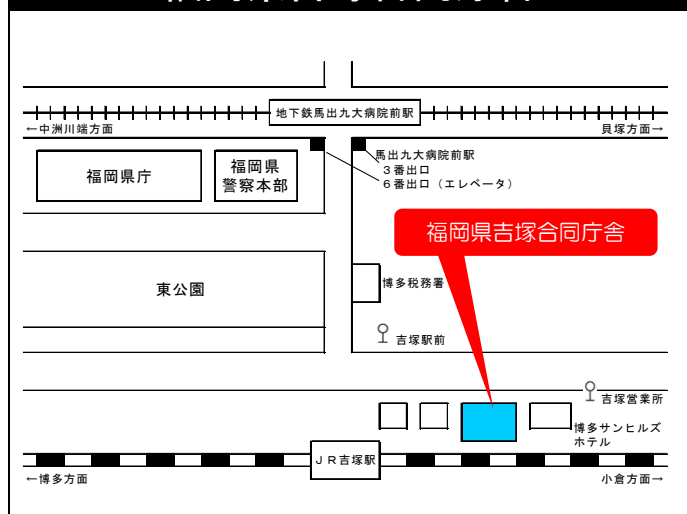 地下鉄馬出九大病院前駅
←中洲川端方面
貝塚方面→
馬出九大病院前駅
3番出口
6番出口（エレベータ）
福岡県庁
福岡県
警察本部
福岡県吉塚合同庁舎
東公園
博多税務署
吉塚駅前
吉塚営業所
博多サンヒルズ
ホテル
ＪＲ吉塚駅
←博多方面
小倉方面→